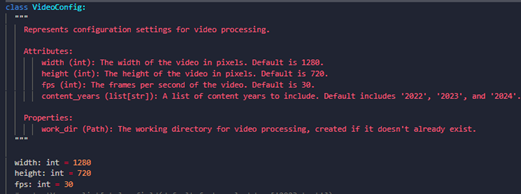 class VideoConfig:
"""
Represents configuration settings for video processing.
Attributes:
width (int): The width of the video in pixels. Default is 1280.
height (int): The height of the video in pixels. Default is 720.
fps (int): The frames per second of the video. Default is 30.
content_years (list[str]): A list of content years to include. Default includes '2022', '2023', and '2024'.
Properties:
work_dir (Path): The working directory for video processing, created if it doesn't already exist.
"""
width: int = 1280
height: int = 720
fps: int = 30